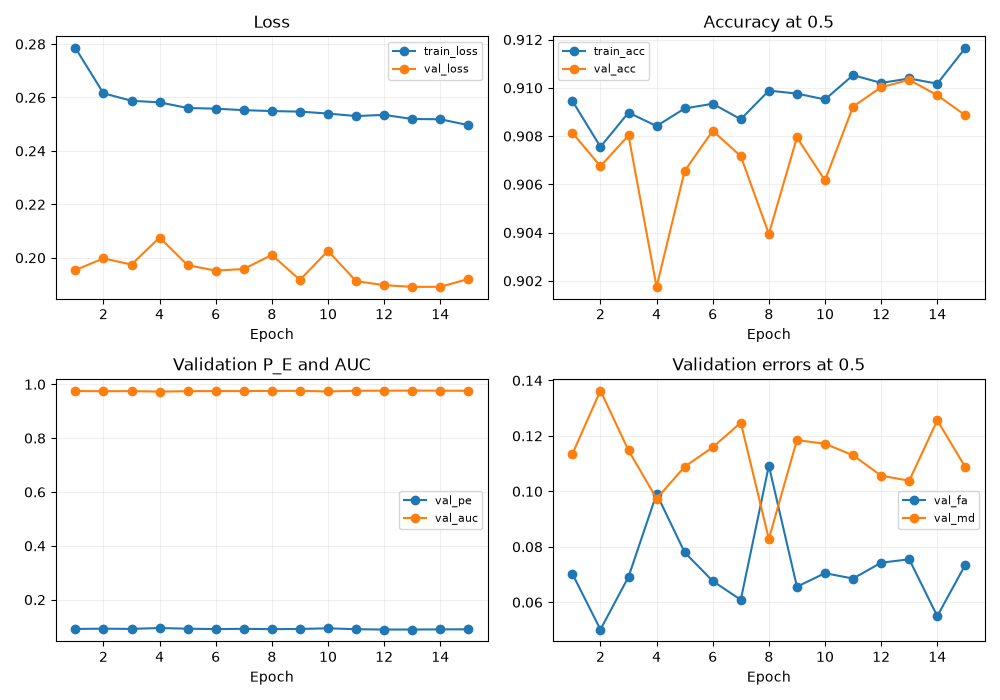 Loss
0.28
0.26
0.24
0.22
0.20
train_loss
val_loss
2 4 6 8 10 12 14
Epoch
Accuracy at 0.5
0.912
0.910
0.908
0.906
0.904
0.902
train_acc
val_acc
2 4 6 8 10 12 14
Epoch
Validation P_E and AUC
1.0
0.8
0.6
0.4
0.2
val_pe
val_auc
2 4 6 8 10 12 14
Epoch
Validation errors at 0.5
0.14
0.12
0.10
0.08
0.06
val_fa
val_md
2 4 6 8 10 12 14
Epoch